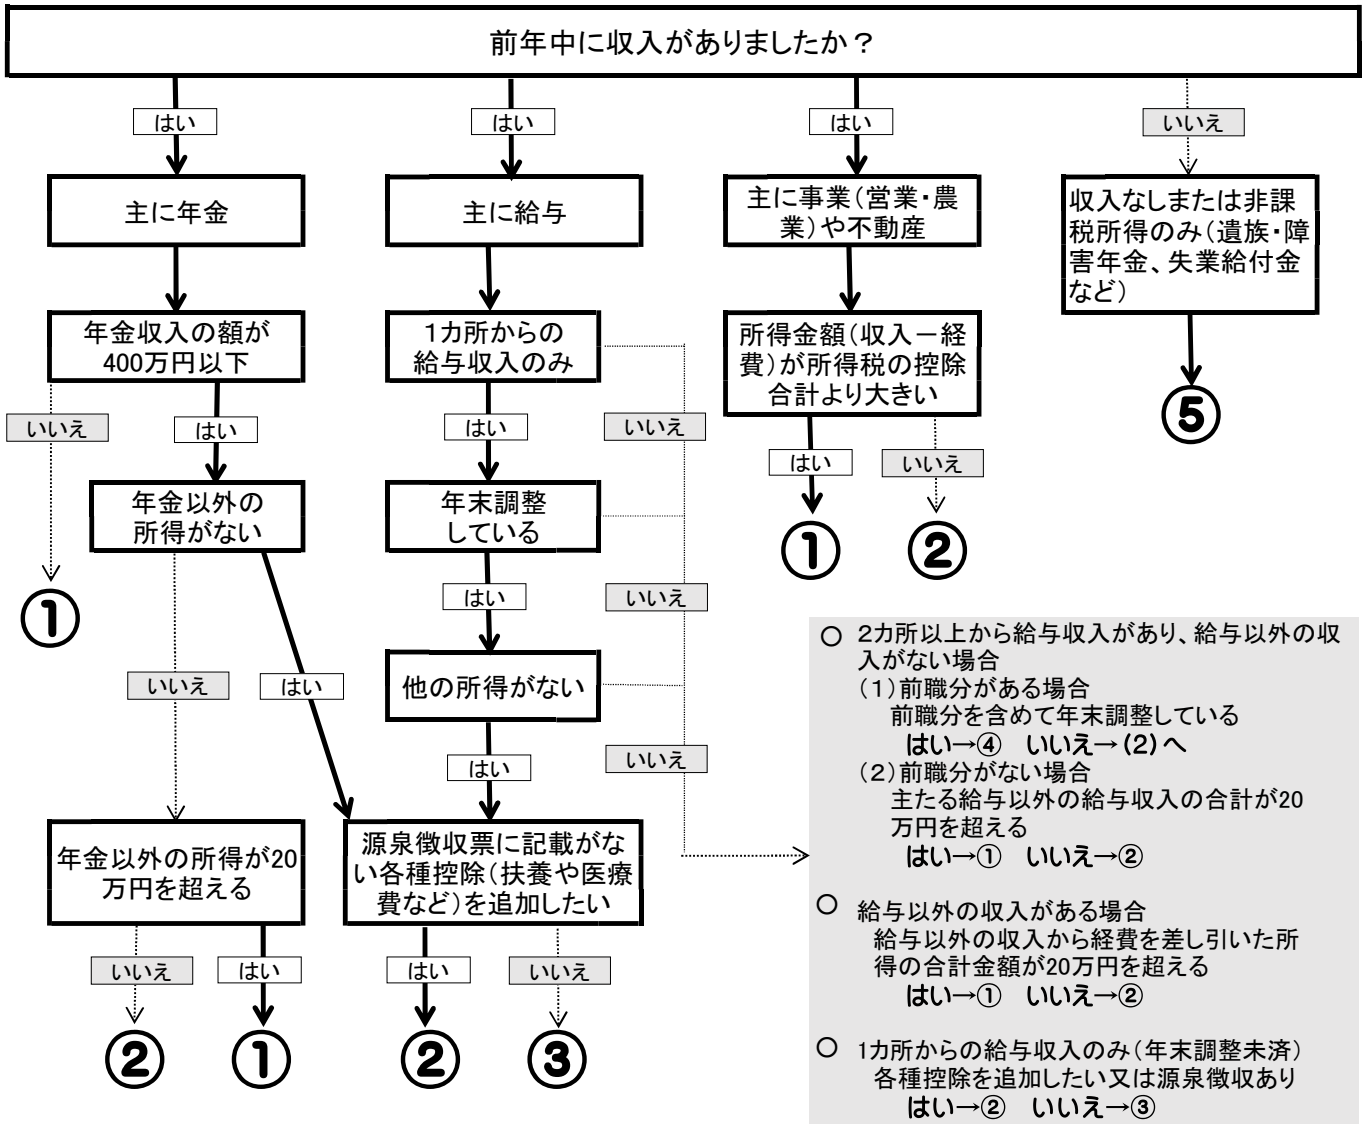 前年中に収入がありましたか？
はい
はい
はい
いいえ
主に年金
主に給与
主に事業（営業・農
業）や不動産
収入なしまたは非課
税所得のみ（遺族・障
害年金、失業給付金
など）
年金収入の額が
400万円以下
1カ所からの
給与収入のみ
所得金額（収入－経
費）が所得税の控除
合計より大きい
⑤
いいえ
はい
はい
いいえ
はい
いいえ
年金以外の
所得がない
年末調整
している
①
②
①
はい
いいえ
いいえ
はい
他の所得がない
はい
いいえ
年金以外の所得が20
万円を超える
源泉徴収票に記載がな
い各種控除（扶養や医療
費など）を追加したい
いいえ
はい
はい
いいえ
②
①
②
③
○ 2カ所以上から給与収入があり、給与以外の収
入がない場合
（1）前職分がある場合
前職分を含めて年末調整している
はい→④ いいえ→(2)へ
（2）前職分がない場合
主たる給与以外の給与収入の合計が20
万円を超える
はい→① いいえ→②
○ 給与以外の収入がある場合
給与以外の収入から経費を差し引いた所
得の合計金額が20万円を超える
はい→① いいえ→②
○ 1カ所からの給与収入のみ（年末調整未済）
各種控除を追加したい又は源泉徴収あり
はい→② いいえ→③